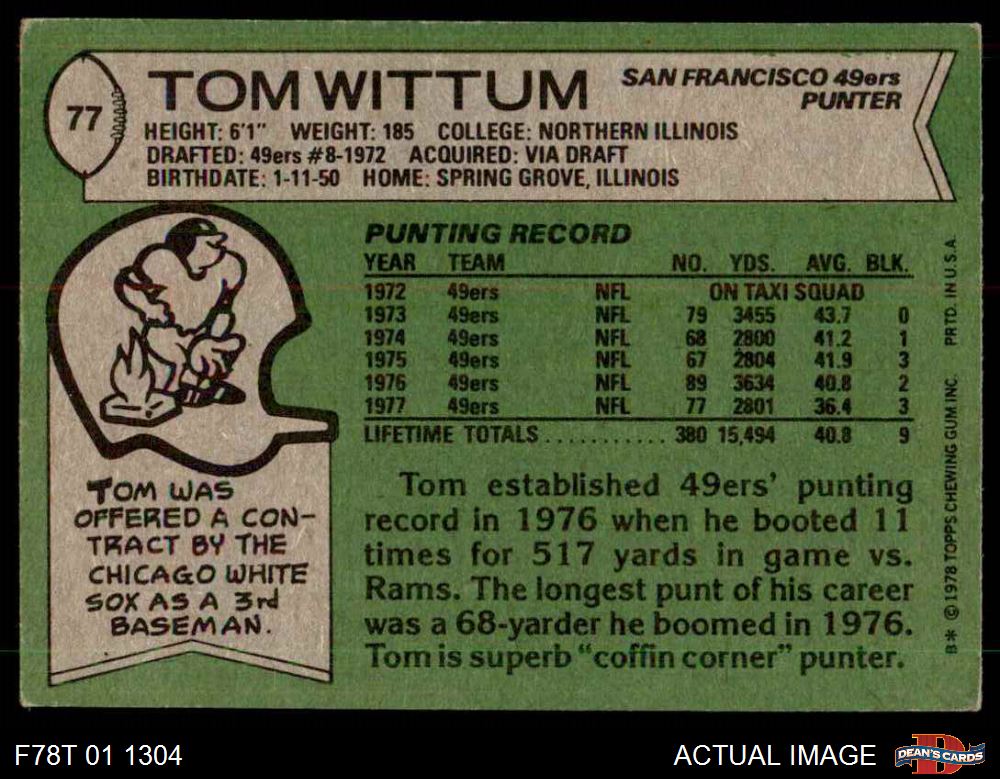 77
TOM WITTUM
SAN FRANCISCO 49ers
PUNTER
HEIGHT: 6'1" WEIGHT: 185 COLLEGE: NORTHERN ILLINOIS
DRAFTED: 49ers #8-1972 ACQUIRED: VIA DRAFT
BIRTHDATE: 1-11-50 HOME: SPRING GROVE, ILLINOIS
PUNTING RECORD
YEAR TEAM NO. YDS. AVG. BLK.
1972 49ers NFL ON TAXI SQUAD
1973 49ers NFL 79 3455 43.7 0
1974 49ers NFL 68 2800 41.2 1
1975 49ers NFL 67 2804 41.9 3
1976 49ers NFL 89 3634 40.8 2
1977 49ers NFL 77 2801 36.4 3
LIFETIME TOTALS ........... 380 15,494 40.8 9
TOM WAS
OFFERED A CON-
TRACT BY THE
CHICAGO WHITE
SOX AS A 3rd
BASEMAN.
Tom established 49ers' punting
record in 1976 when he booted 11
times for 517 yards in game vs.
Rams. The longest punt of his career
was a 68-yarder he boomed in 1976.
Tom is superb "coffin corner" punter.
B* © 1978 TOPPS CHEWING GUM INC. PRTD. IN U.S.A.
F78T 01 1304
ACTUAL IMAGE
DEAN'S CARDS